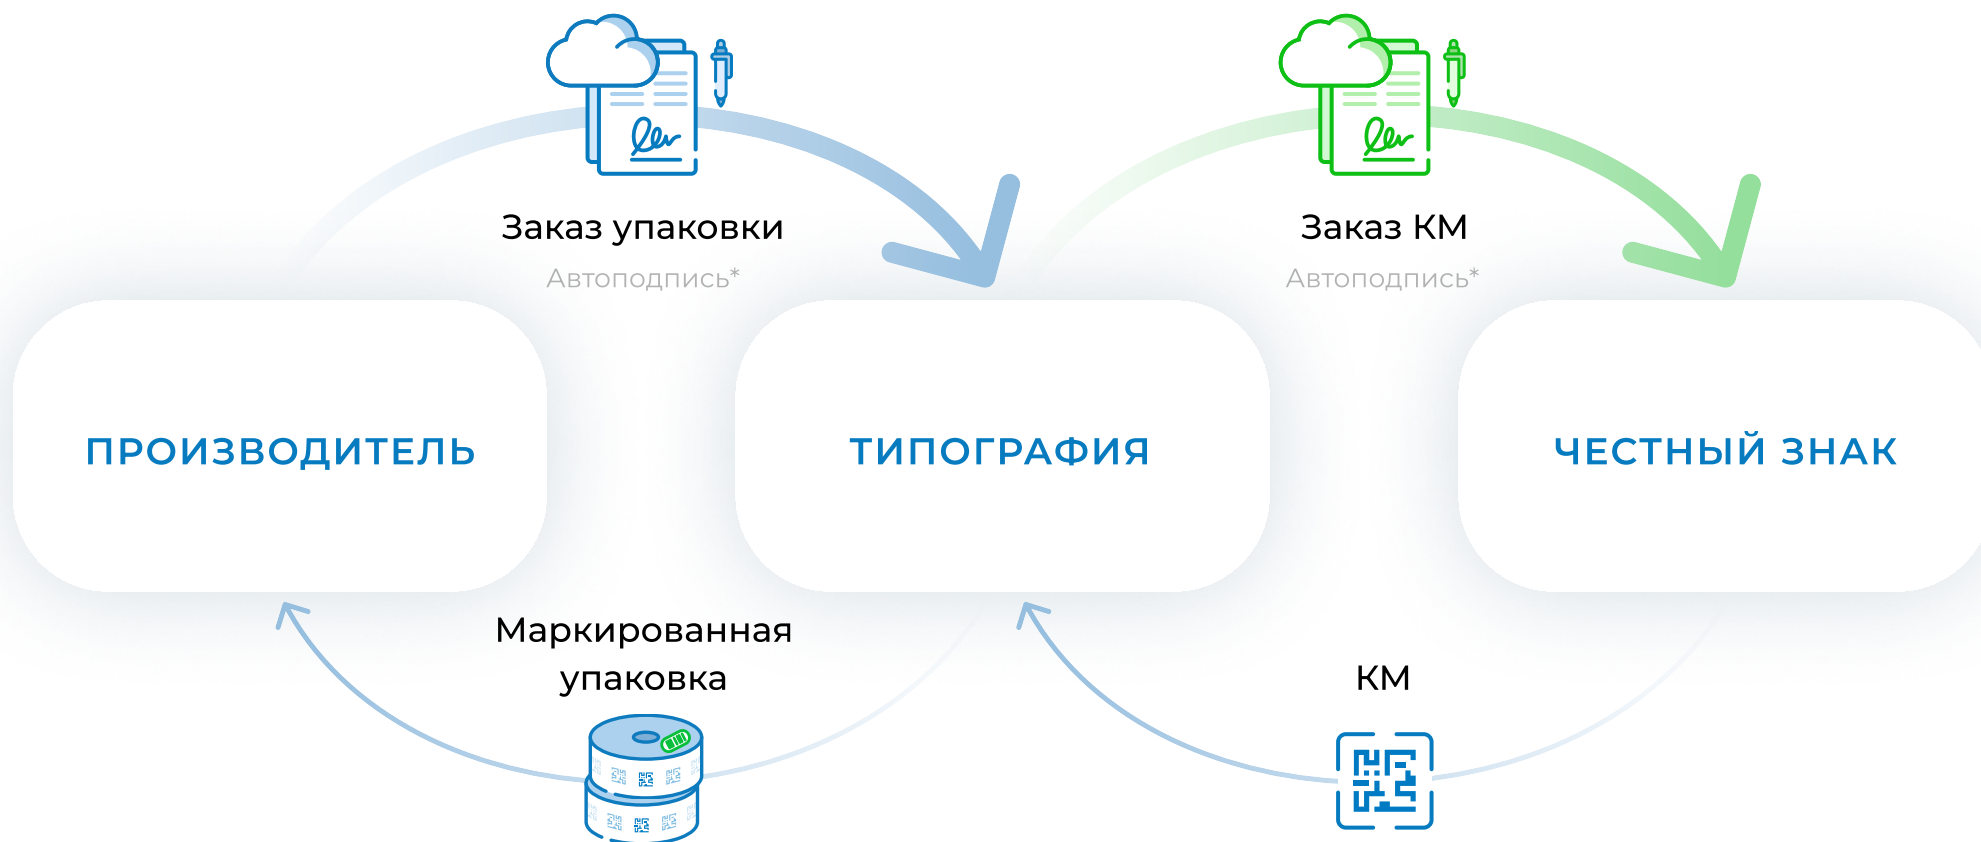 Заказ упаковки
Автоподпись*
Заказ КМ
Автоподпись*
ПРОИЗВОДИТЕЛЬ
ТИПОГРАФИЯ
ЧЕСТНЫЙ ЗНАК
Маркированная
упаковка
КМ